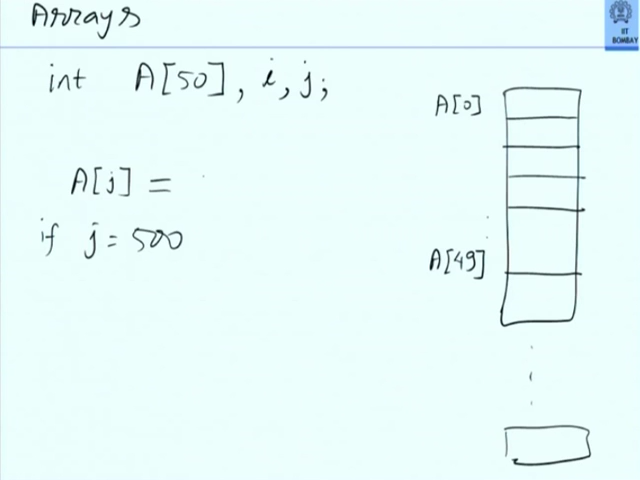 Arrays
IIT
BOMBAY
int A[50], i, j;
A[0]
A[j] =
if j = 500
A[49]